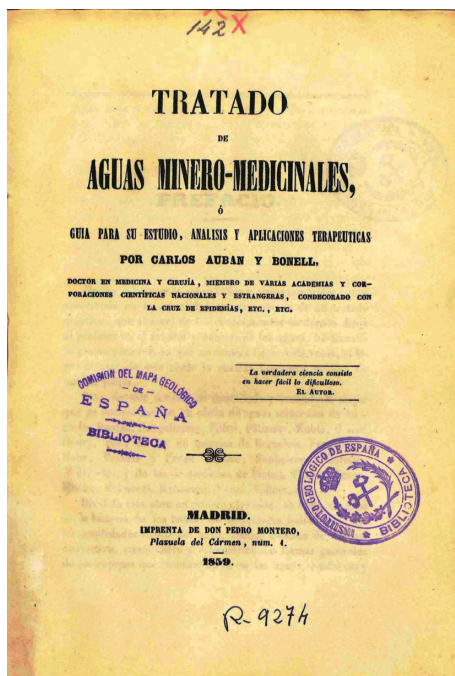 142 X
TRATADO
DE
AGUAS MINERO-MEDICINALES,
Ó
GUIA PARA SU ESTUDIO, ANALISIS Y APLICACIONES TERAPEUTICAS
POR CARLOS AUBAN Y BONELL,
DOCTOR EN MEDICINA Y CIRUJÍA, MIEMBRO DE VARIAS ACADEMIAS Y COR-
PORACIONES CIENTÍFICAS NACIONALES Y ESTRANGERAS, CONDECORADO CON
LA CRUZ DE EPIDEMÍAS, ETC., ETC.
La verdadera ciencia consiste
en hacer fácil lo dificultoso.
EL AUTOR.
COMISION DEL MAPA GEOLÓGICO
- DE -
ESPAÑA
BIBLIOTECA
INSTITUTO GEOLÓGICO DE ESPAÑA
BIBLIOTECA
MADRID.
IMPRENTA DE DON PEDRO MONTERO,
Plazuela del Cármen, núm. 1.
1859.
R-9274